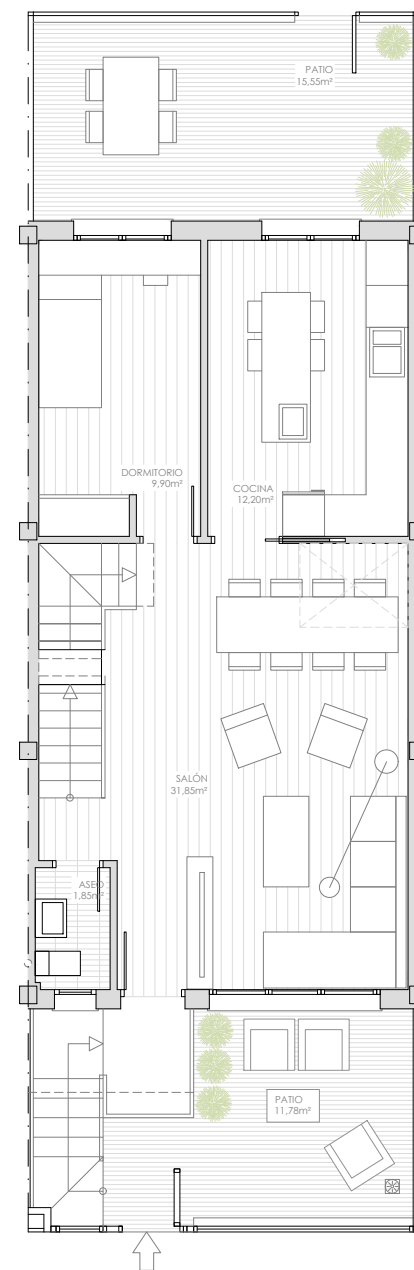 PATIO
15,55m²
DORMITORIO
9,90m²
COCINA
12,20m²
SALÓN
31,85m²
ASEO
1,85m²
PATIO
11,78m²